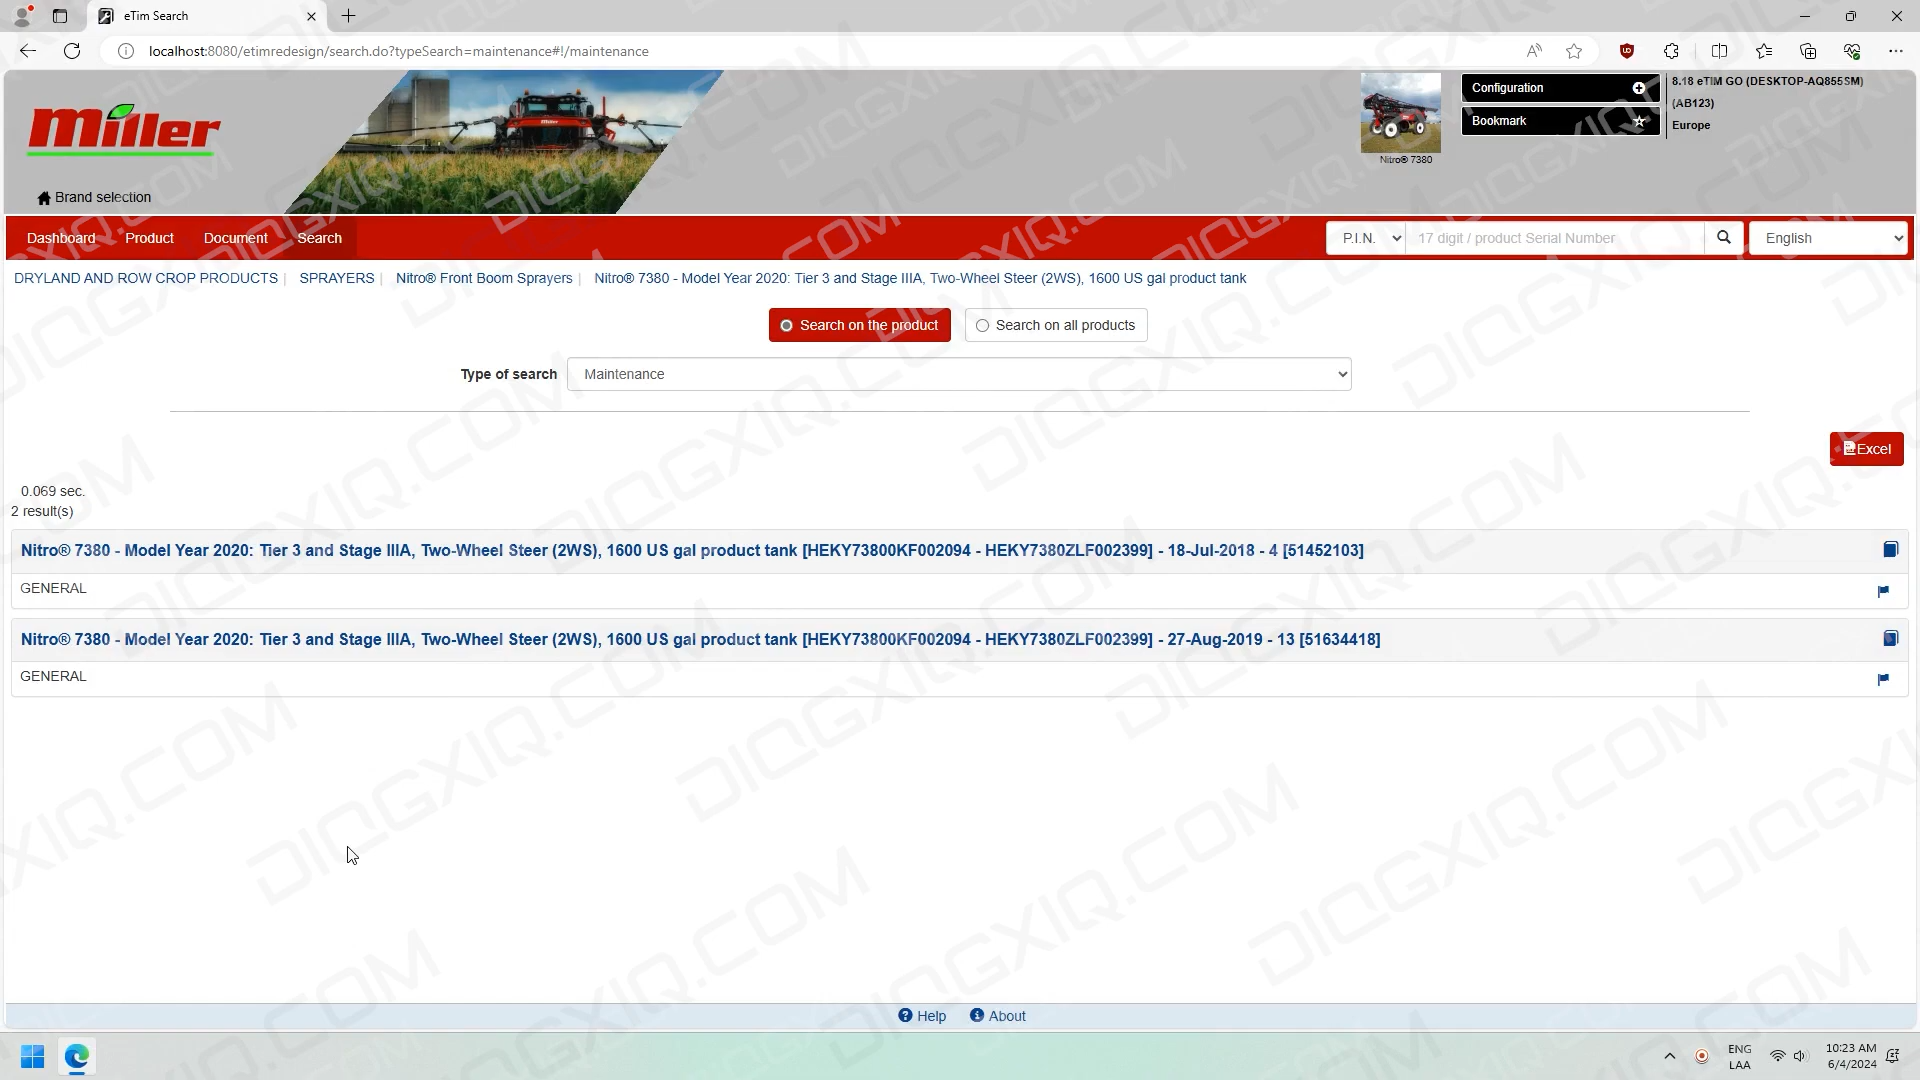 eTim Search
localhost:8080/etimredesign/search.do?typeSearch=maintenance#!/maintenance
Miller
Brand selection
Nitro® 7380
Configuration
Bookmark
8.18 eTIM GO (DESKTOP-AQ855SM)
(AB123)
Europe
Dashboard Product Document Search
P.I.N. 17 digit / product Serial Number English
DRYLAND AND ROW CROP PRODUCTS | SPRAYERS | Nitro® Front Boom Sprayers | Nitro® 7380 - Model Year 2020: Tier 3 and Stage IIIA, Two-Wheel Steer (2WS), 1600 US gal product tank
Search on the product Search on all products
Type of search Maintenance
Excel
0.069 sec.
2 result(s)
Nitro® 7380 - Model Year 2020: Tier 3 and Stage IIIA, Two-Wheel Steer (2WS), 1600 US gal product tank [HEKY73800KF002094 - HEKY7380ZLF002399] - 18-Jul-2018 - 4 [51452103]
GENERAL
Nitro® 7380 - Model Year 2020: Tier 3 and Stage IIIA, Two-Wheel Steer (2WS), 1600 US gal product tank [HEKY73800KF002094 - HEKY7380ZLF002399] - 27-Aug-2019 - 13 [51634418]
GENERAL
Help About
ENG
LAA
10:23 AM
6/4/2024
DIQGXIQ.COM